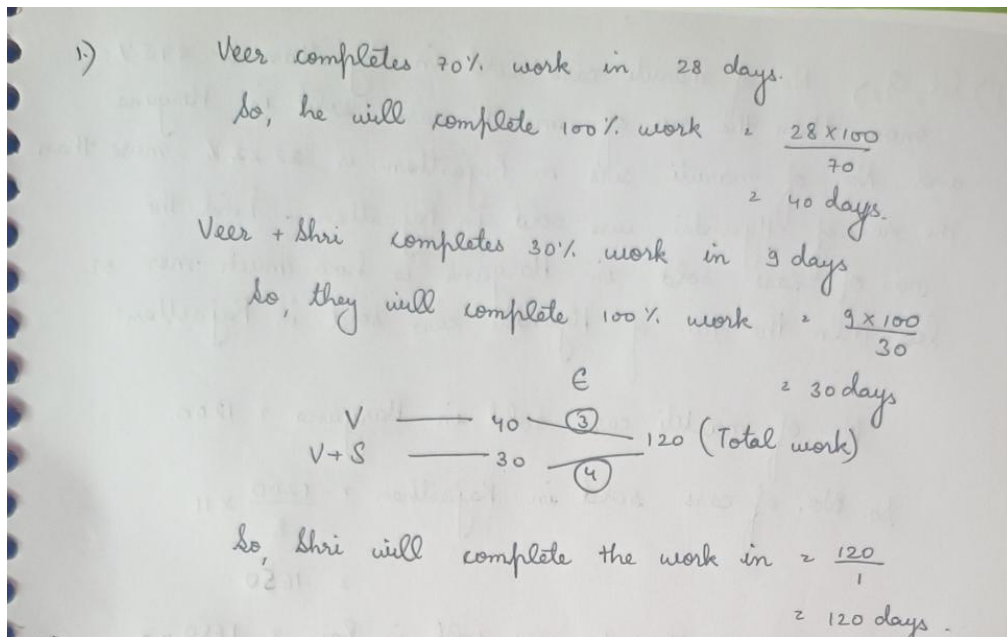 1.) Veer completes 70% work in 28 days.
So, he will complete 100% work = 28 × 100 / 70
= 40 days.
Veer + Shri completes 30% work in 9 days
So, they will complete 100% work = 9 × 100 / 30
= 30 days
E
V — 40 — 3
120 (Total work)
V+S — 30 — 4
So, Shri will complete the work in = 120 / 1
= 120 days.